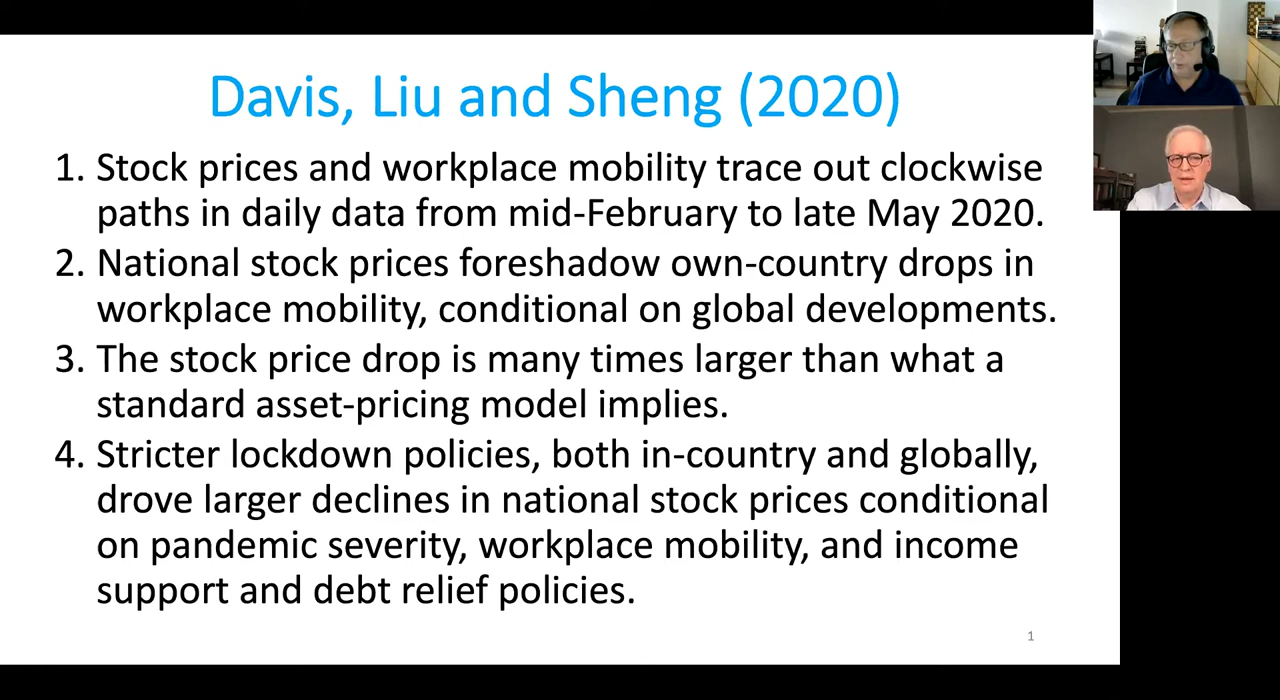 Davis, Liu and Sheng (2020)
1. Stock prices and workplace mobility trace out clockwise
paths in daily data from mid-February to late May 2020.
2. National stock prices foreshadow own-country drops in
workplace mobility, conditional on global developments.
3. The stock price drop is many times larger than what a
standard asset-pricing model implies.
4. Stricter lockdown policies, both in-country and globally,
drove larger declines in national stock prices conditional
on pandemic severity, workplace mobility, and income
support and debt relief policies.
1